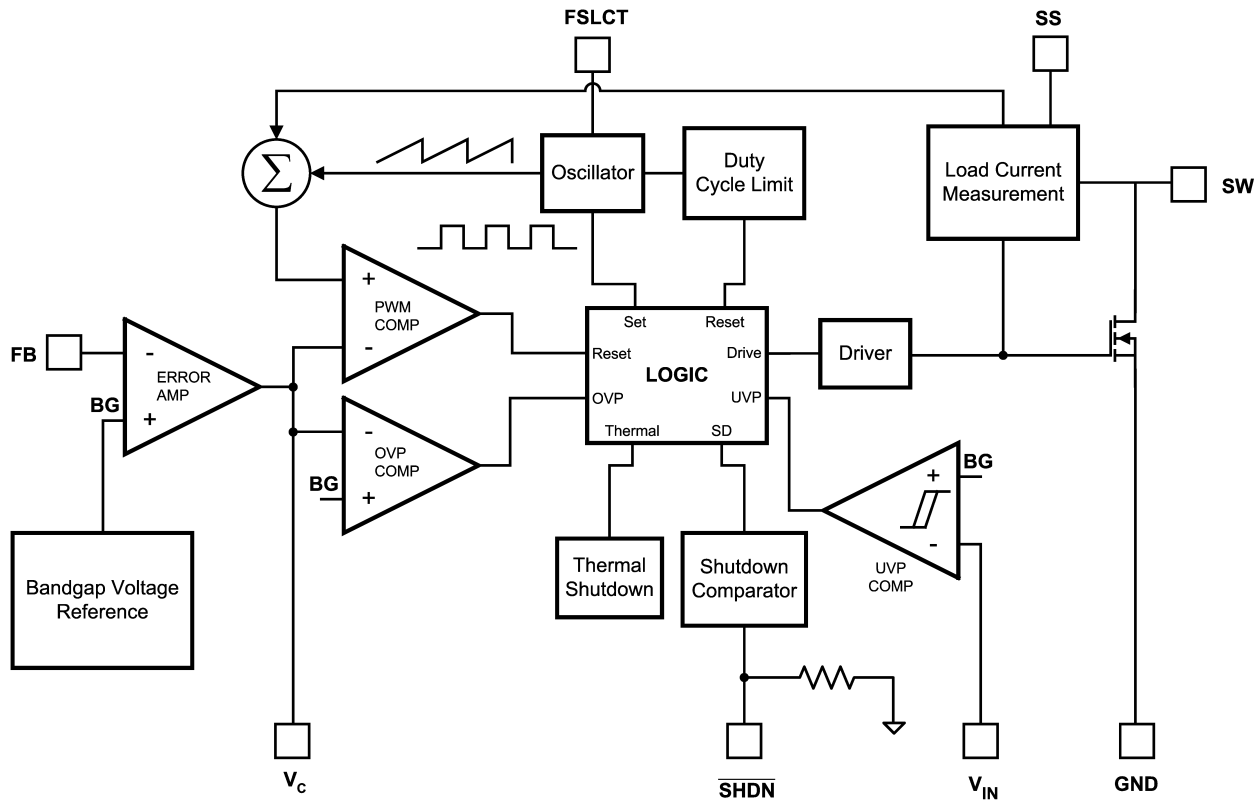 FSLCT
SS
Σ
Oscillator
Duty
Cycle Limit
Load Current
Measurement
SW
+
PWM
COMP
-
Set
Reset
FB
-
ERROR
AMP
BG
+
Reset
Drive
Driver
LOGIC
OVP
UVP
Thermal
SD
-
OVP
COMP
BG
+
+
BG
-
UVP
COMP
Bandgap Voltage
Reference
Thermal
Shutdown
Shutdown
Comparator
VC
SHDN
VIN
GND